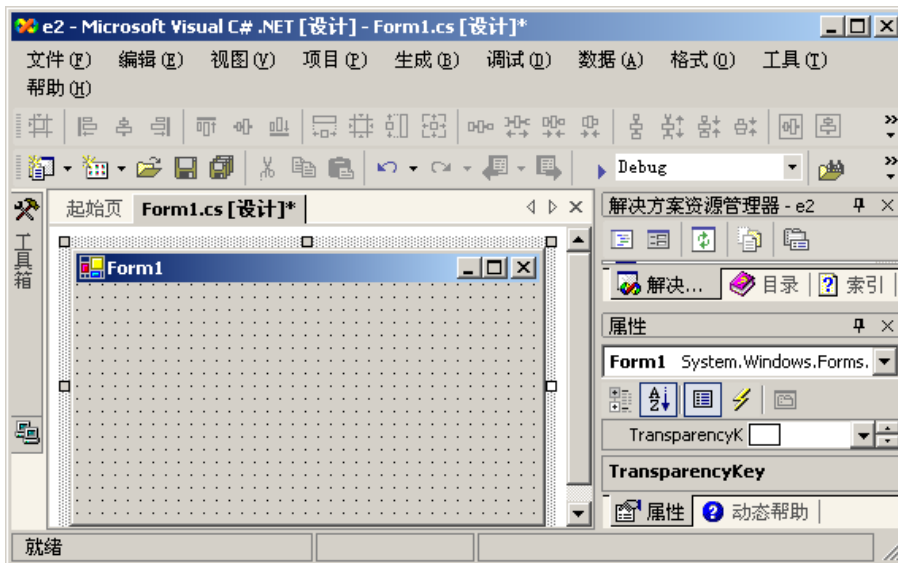 e2 - Microsoft Visual C# .NET [设计] - Form1.cs [设计]*
文件(F) 编辑(E) 视图(V) 项目(P) 生成(B) 调试(D) 数据(A) 格式(O) 工具(T)
帮助(H)
Debug
起始页 Form1.cs [设计]*
解决方案资源管理器 - e2
工具箱
Form1
解决... 目录 索引
属性
Form1 System.Windows.Forms.
TransparencyK
TransparencyKey
属性 动态帮助
就绪